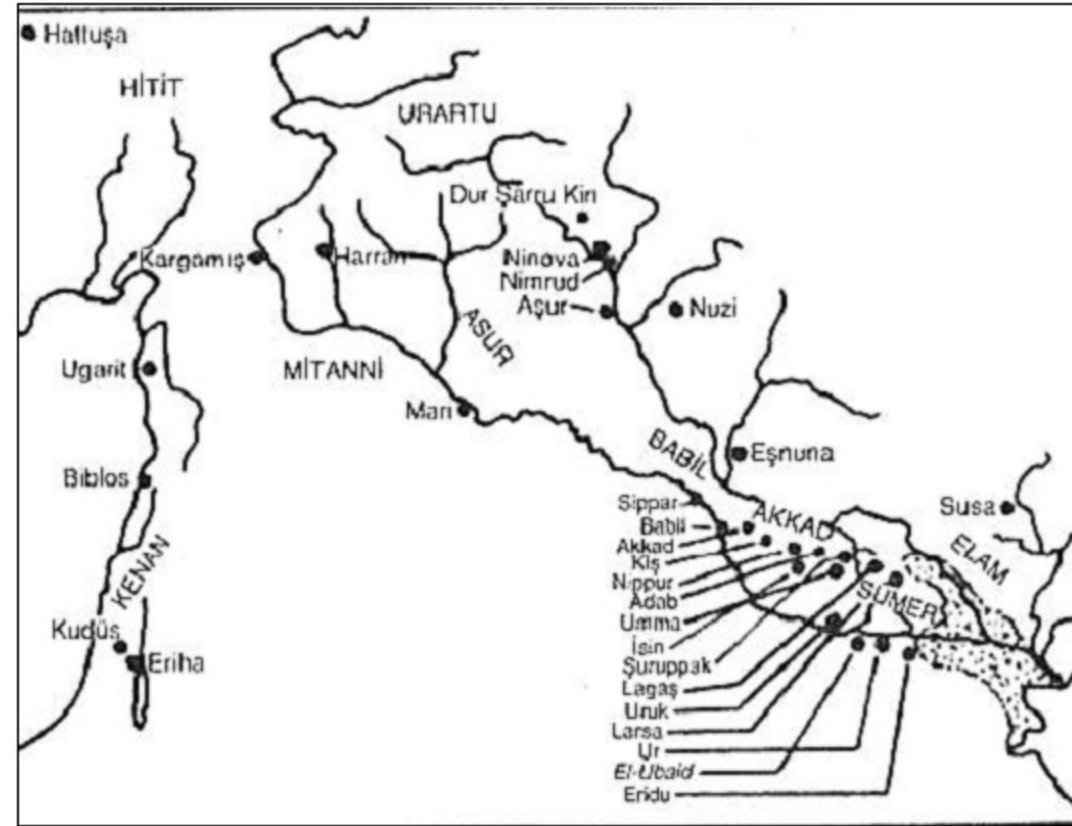 Hattuşa
HİTİT
URARTU
Dur Şarru Kin
Kargamış
Harran
Ninova
Nimrud
Aşur
Nuzi
ASUR
Ugarit
MİTANNİ
Mari
BABİL
Eşnuna
Biblos
Sippar
AKKAD
Susa
Babil
Akkad
ELAM
Kiş
Nippur
KENAN
Adab
SUMER
Umma
Kudüs
İsin
Eriha
Şuruppak
Lagaş
Uruk
Larsa
Ur
El-Ubaid
Eridu